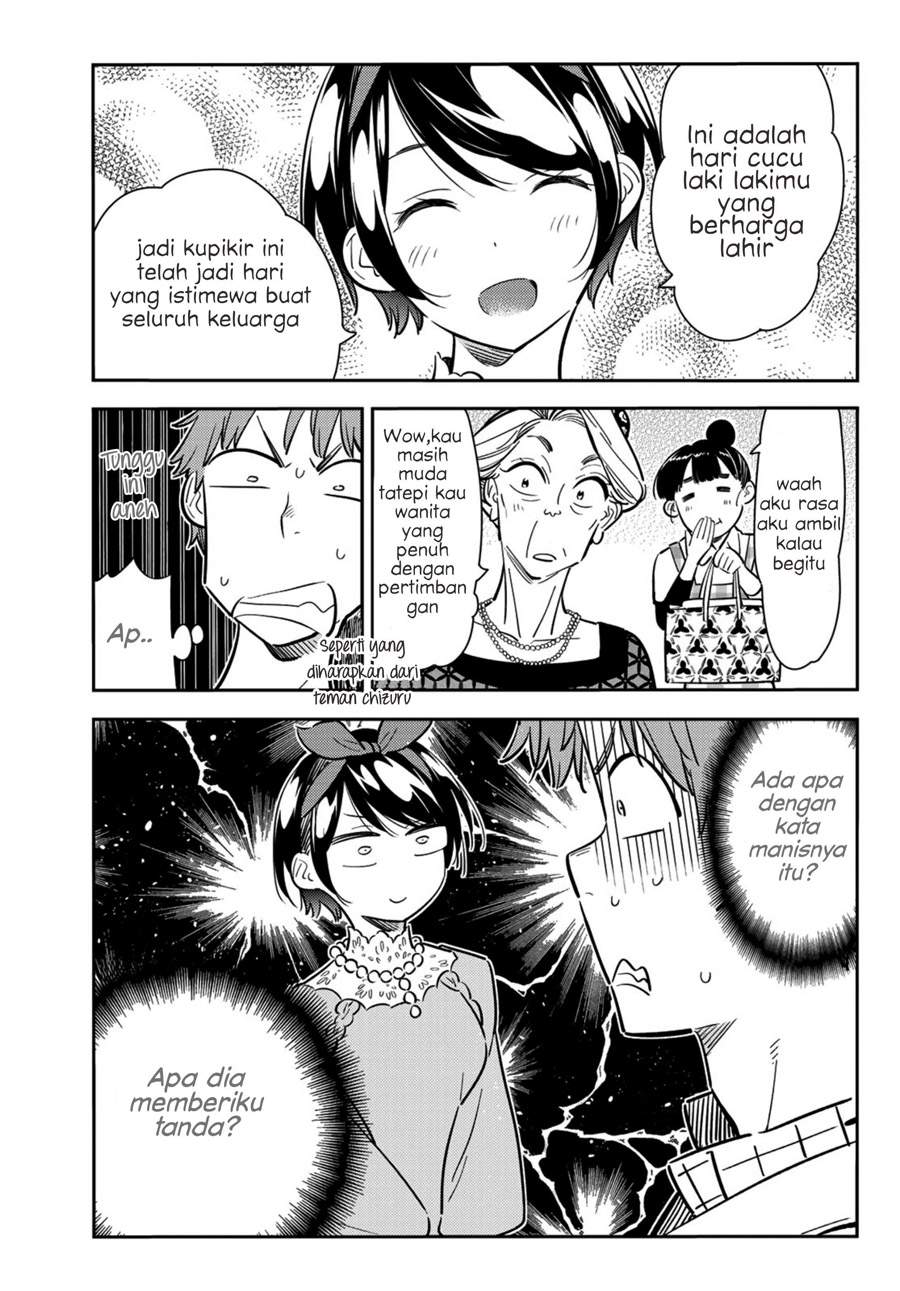 Ini adalah
hari cucu
laki lakimu
yang
berharga
lahir
jadi kupikir ini
telah jadi hari
yang istimewa buat
seluruh keluarga
waah
aku rasa
aku ambil
kalau
begitu
Wow,kau
masih
muda
tatepi kau
wanita
yang
penuh
dengan
pertimban
gan
Seperti yang
diharapkan dari
teman chizuru
Tunggu
ini
aneh
Ap..
Ada apa
dengan
kata
manisnya
itu?
Apa dia
memberiku
tanda?